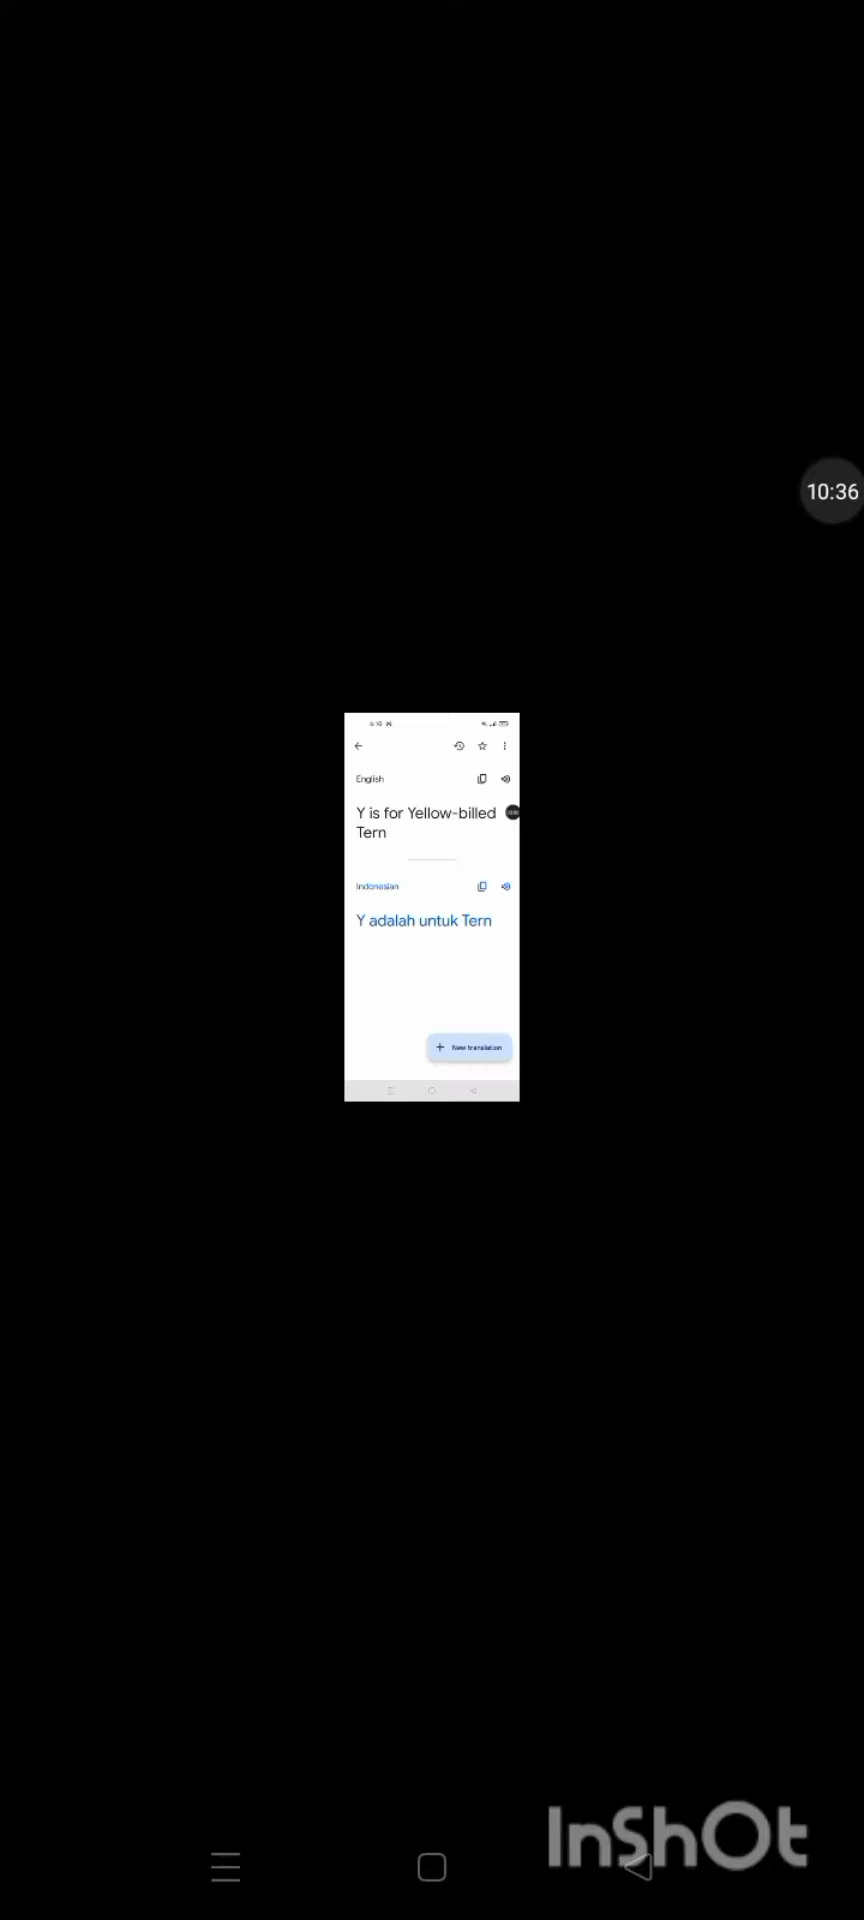 10:36
English
Y is for Yellow-billed
Tern
Indonesian
Y adalah untuk Tern
New translation
InShOt